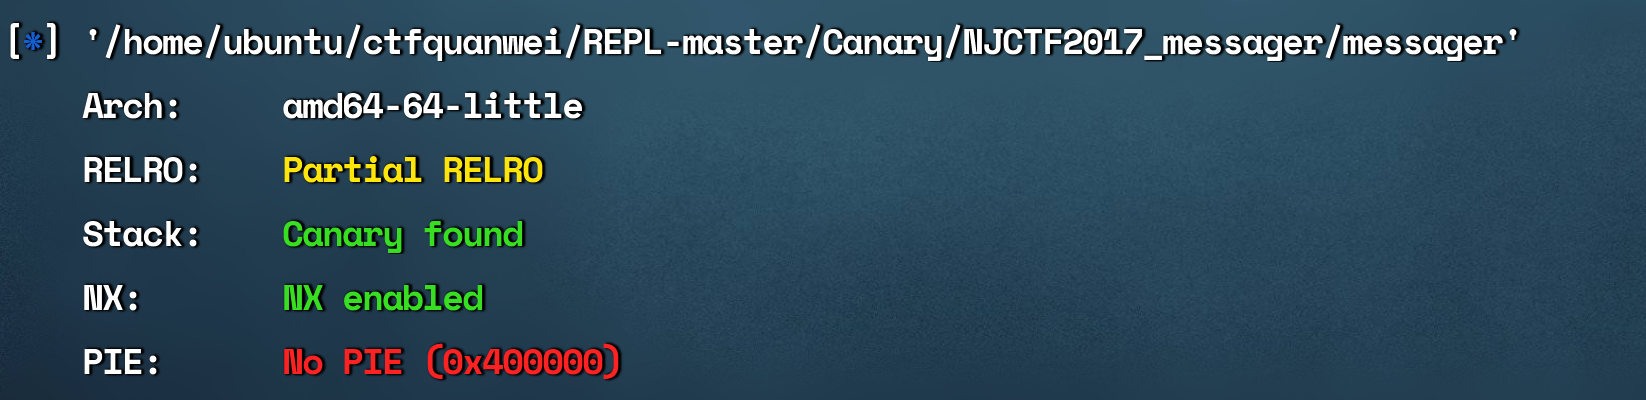 [*] '/home/ubuntu/ctfquanwei/REPL-master/Canary/NJCTF2017_messager/messager'
Arch: amd64-64-little
RELRO: Partial RELRO
Stack: Canary found
NX: NX enabled
PIE: No PIE (0x400000)